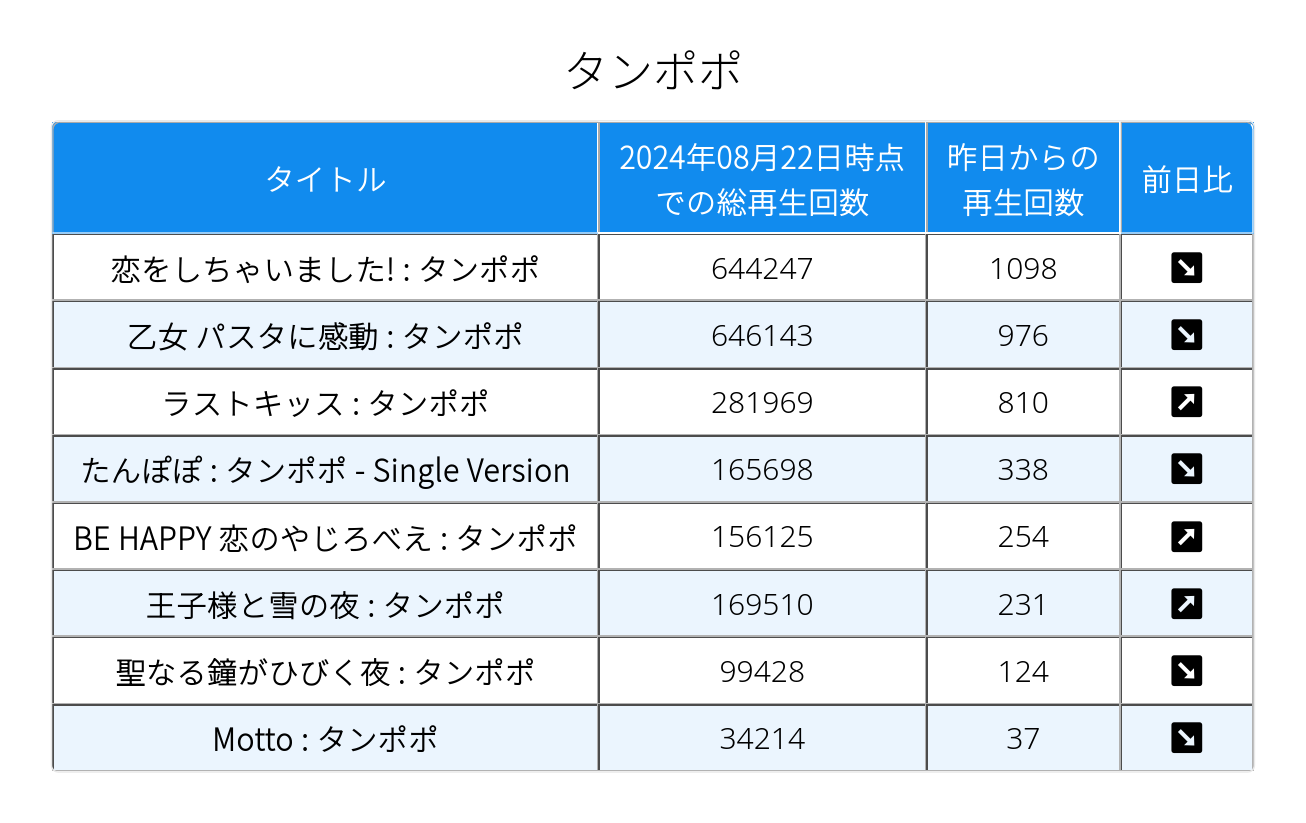 タンポポ
タイトル
2024年08月22日時点
での総再生回数
昨日からの
再生回数
前日比
恋をしちゃいました! : タンポポ 644247 1098 ↘
乙女 パスタに感動 : タンポポ 646143 976 ↘
ラストキッス : タンポポ 281969 810 ↗
たんぽぽ : タンポポ - Single Version 165698 338 ↘
BE HAPPY 恋のやじろべえ : タンポポ 156125 254 ↗
王子様と雪の夜 : タンポポ 169510 231 ↗
聖なる鐘がひびく夜 : タンポポ 99428 124 ↘
Motto : タンポポ 34214 37 ↘